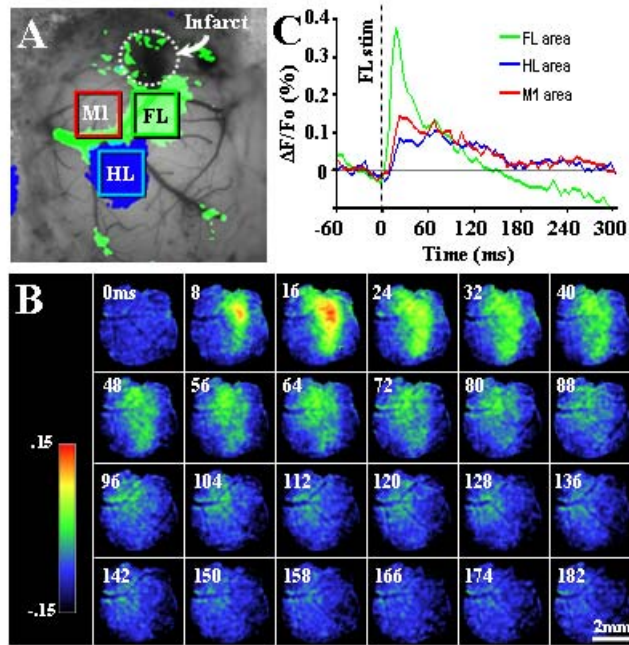 A
Infarct
M1
FL
HL
C
FL stim
ΔF/Fo (%)
0.4
0.3
0.2
0.1
0
FL area
HL area
M1 area
-60
0
60
120
180
240
300
Time (ms)
B
0ms
8
16
24
32
40
48
56
64
72
80
88
96
104
112
120
128
136
142
150
158
166
174
182
.15
-.15
2mm